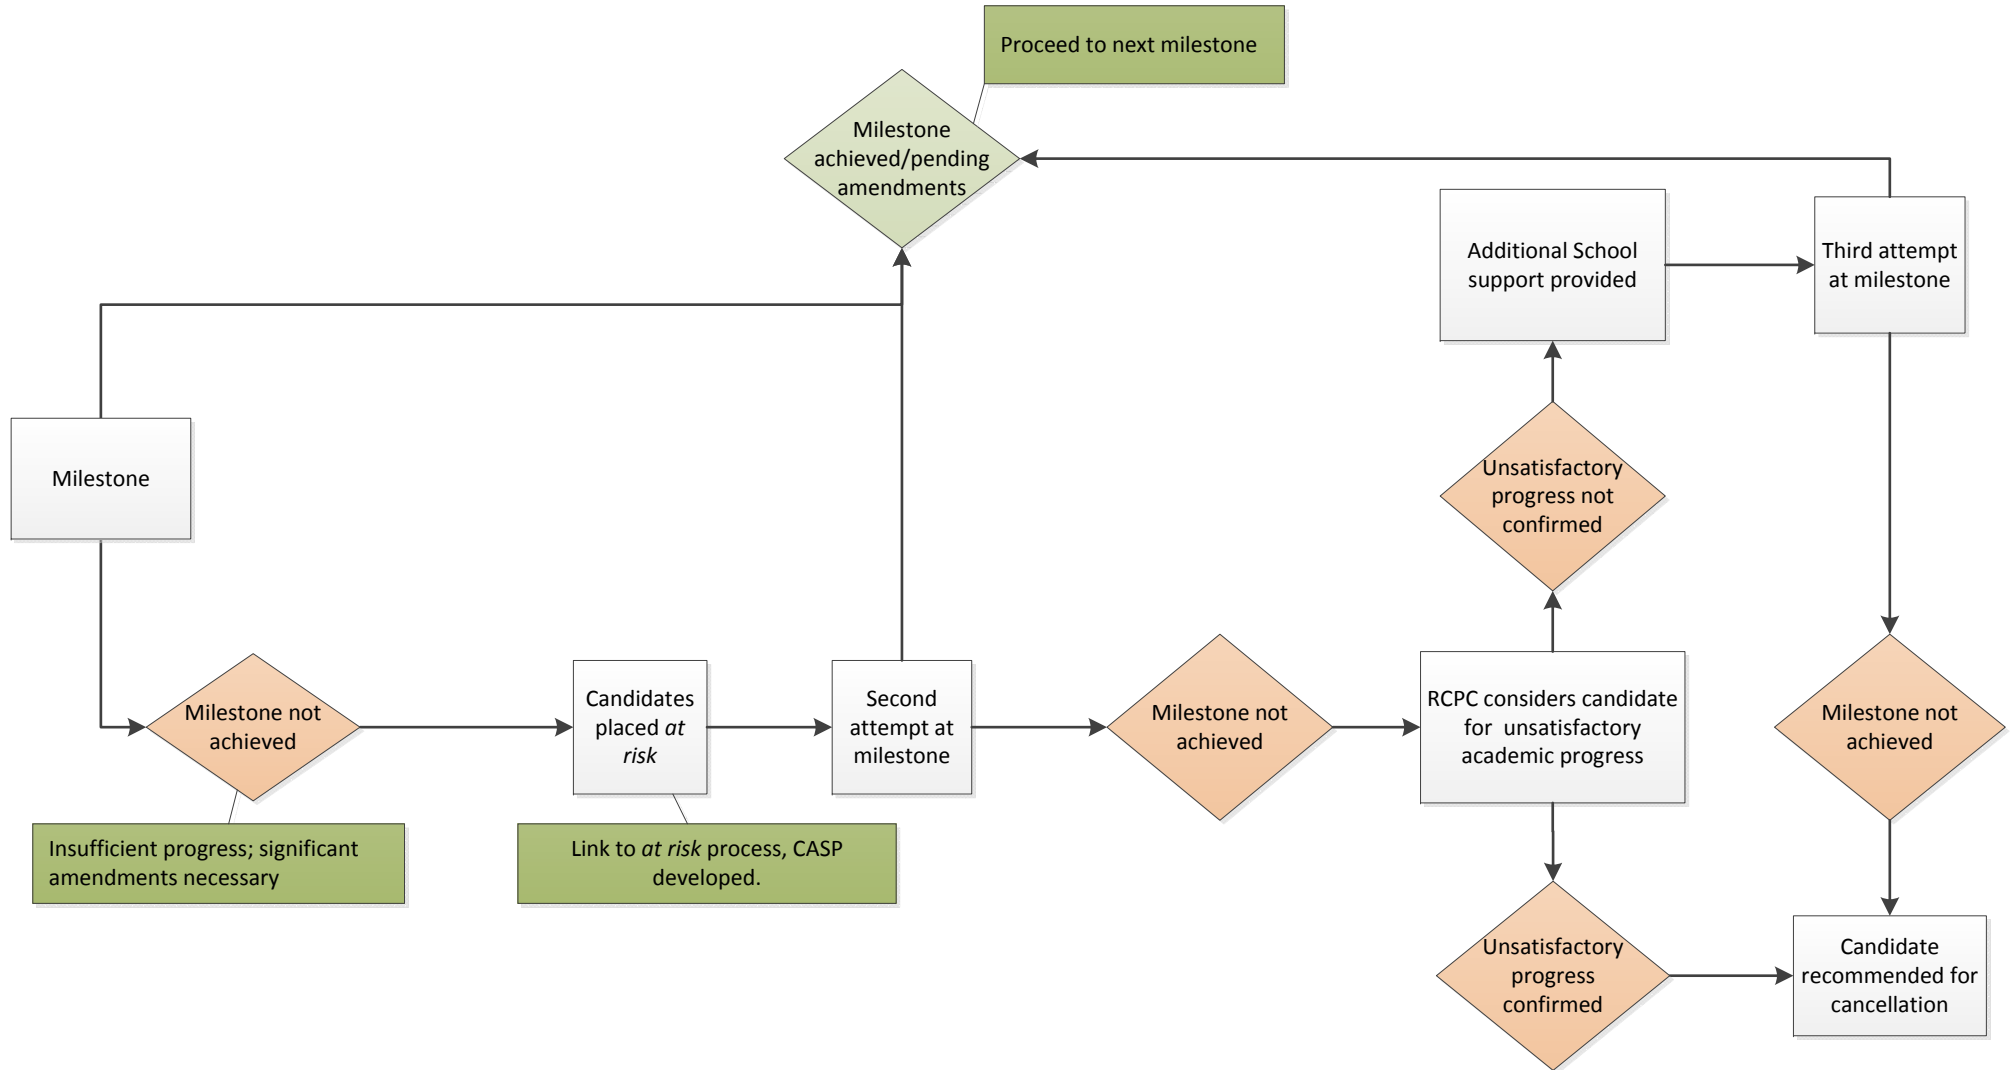 Proceed to next milestone
Milestone
achieved/pending
amendments
Additional School
support provided
Third attempt
at milestone
Milestone
Unsatisfactory
progress not
confirmed
Milestone not
achieved
Candidates
placed at
risk
Second
attempt at
milestone
Milestone not
achieved
RCPC considers candidate
for unsatisfactory
academic progress
Milestone not
achieved
Insufficient progress; significant
amendments necessary
Link to at risk process, CASP
developed.
Unsatisfactory
progress
confirmed
Candidate
recommended for
cancellation